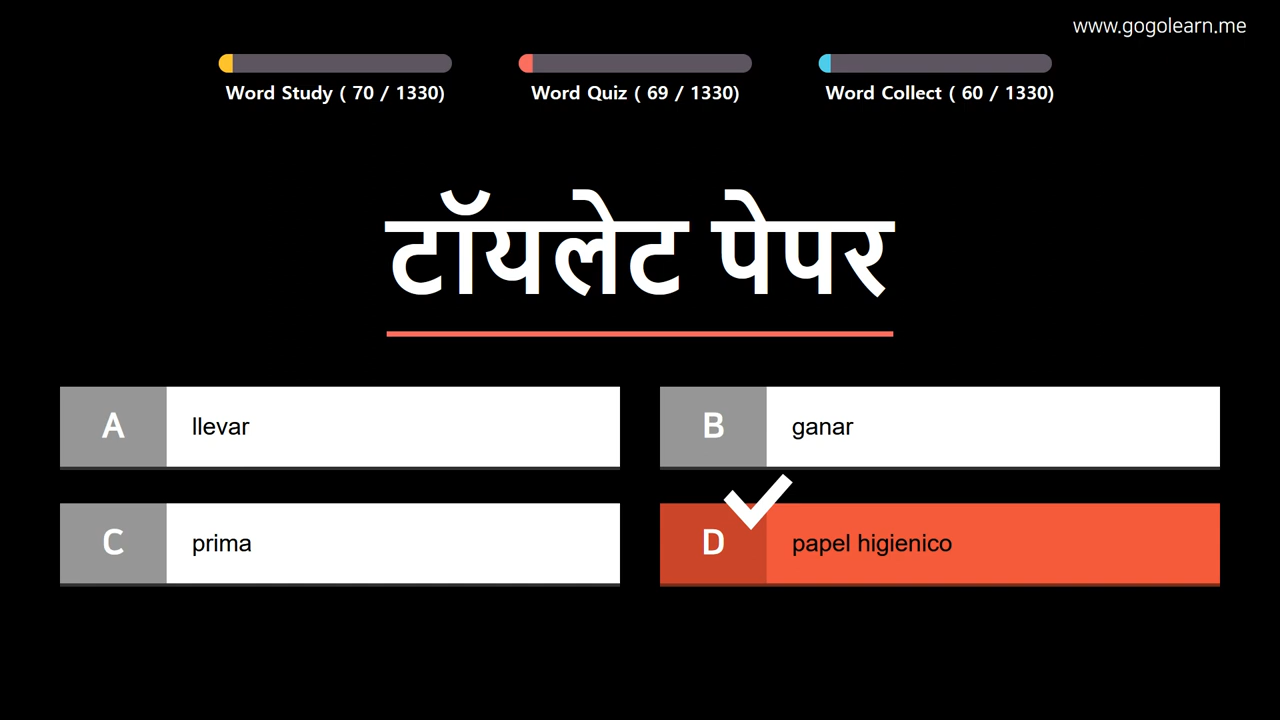 www.gogolearn.me
Word Study ( 70 / 1330)
Word Quiz ( 69 / 1330)
Word Collect ( 60 / 1330)
टॉयलेट पेपर
A llevar
B ganar
C prima
D papel higienico